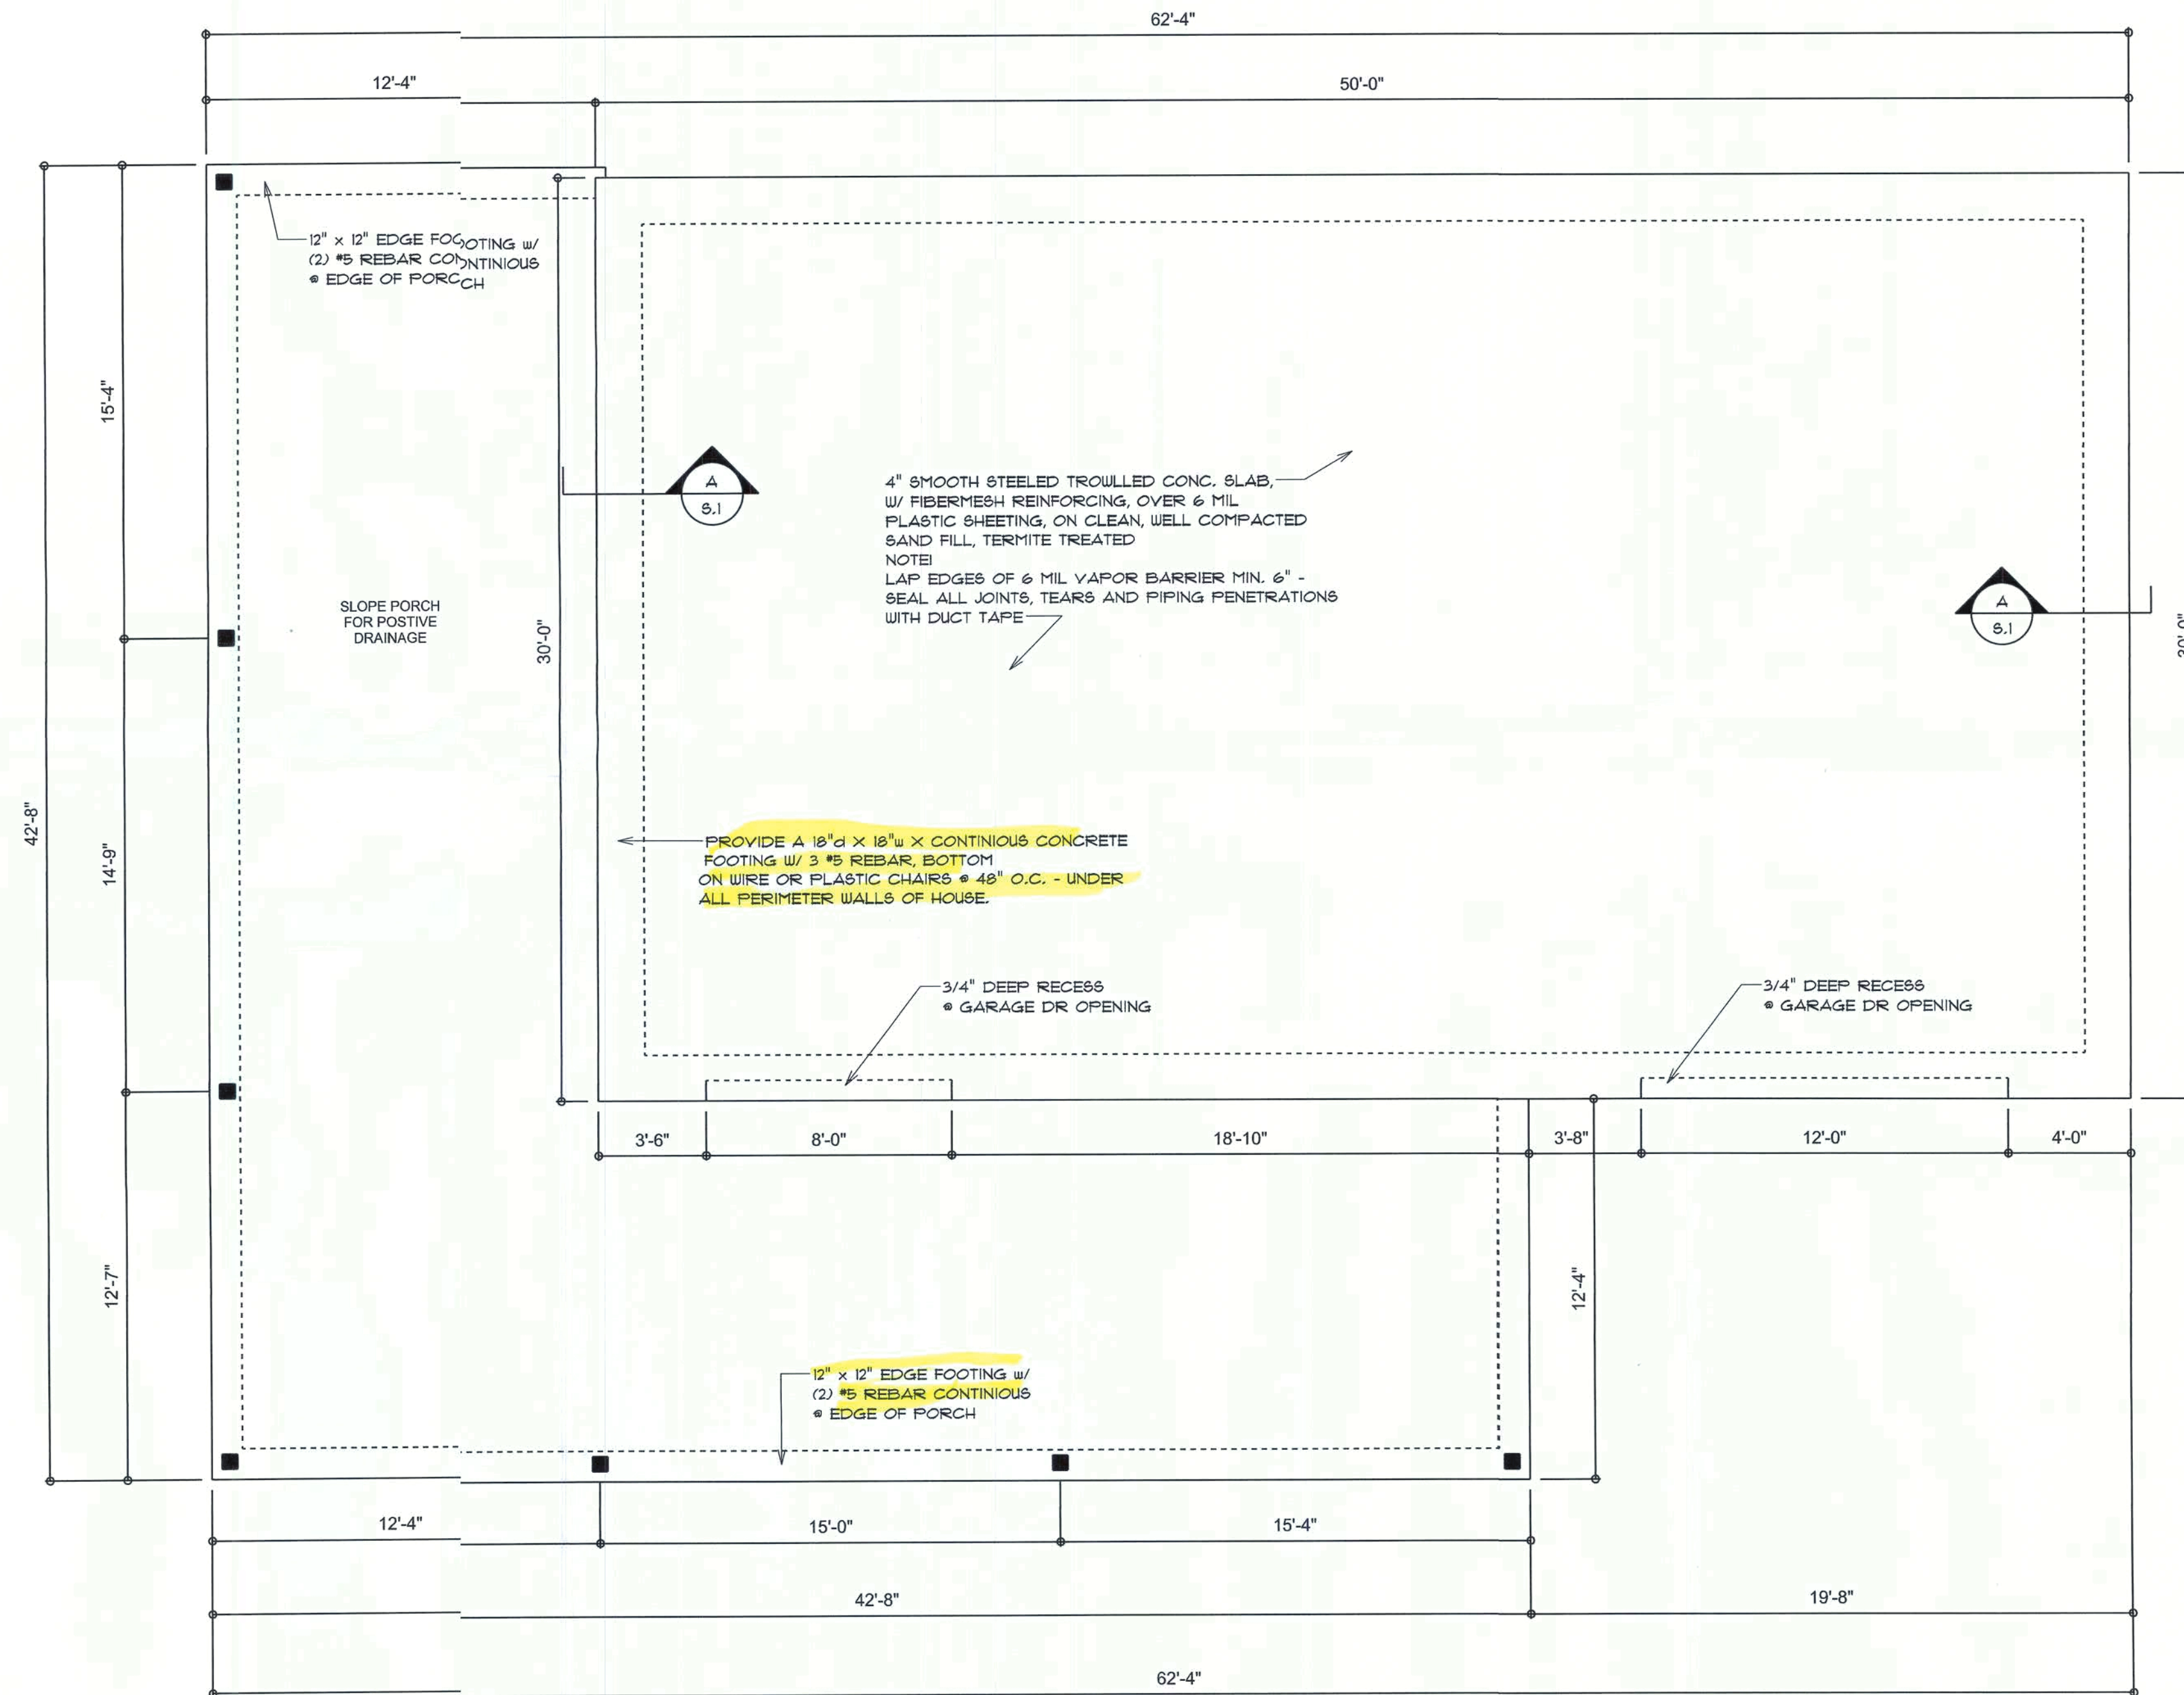 62'-4"
12'-4"
50'-0"
12" x 12" EDGE FOOTING w/
(2) #5 REBAR CONTINIOUS
@ EDGE OF PORCH
15'-4"
42'-8"
14'-9"
12'-7"
SLOPE PORCH
FOR POSTIVE
DRAINAGE
30'-0"
A
S.1
4" SMOOTH STEELED TROWLLED CONC. SLAB,
W/ FIBERMESH REINFORCING, OVER 6 MIL
PLASTIC SHEETING, ON CLEAN, WELL COMPACTED
SAND FILL, TERMITE TREATED
NOTE!
LAP EDGES OF 6 MIL VAPOR BARRIER MIN. 6" -
SEAL ALL JOINTS, TEARS AND PIPING PENETRATIONS
WITH DUCT TAPE
A
S.1
30'-0"
PROVIDE A 18"d X 18"w X CONTINIOUS CONCRETE
FOOTING W/ 3 #5 REBAR, BOTTOM
ON WIRE OR PLASTIC CHAIRS @ 48" O.C. - UNDER
ALL PERIMETER WALLS OF HOUSE.
3/4" DEEP RECESS
@ GARAGE DR OPENING
3/4" DEEP RECESS
@ GARAGE DR OPENING
3'-6"
8'-0"
18'-10"
3'-8"
12'-0"
4'-0"
12'-4"
12" x 12" EDGE FOOTING w/
(2) #5 REBAR CONTINIOUS
@ EDGE OF PORCH
12'-4"
15'-0"
15'-4"
42'-8"
19'-8"
62'-4"